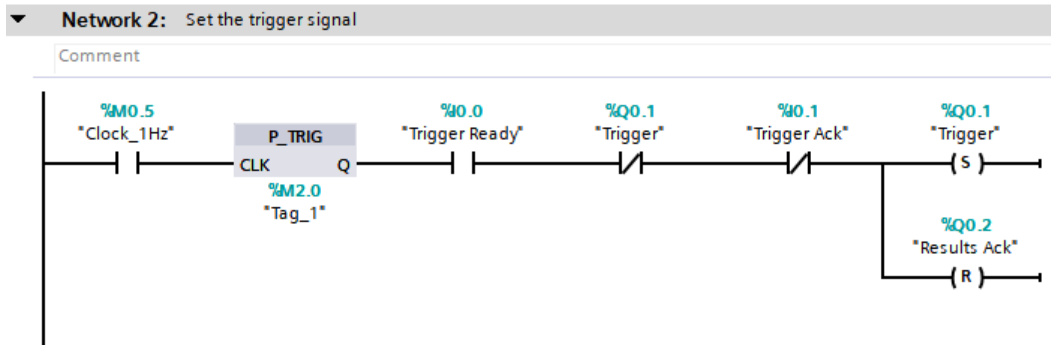 Network 2: Set the trigger signal
Comment
%M0.5 %I0.0 %Q0.1 %I0.1 %Q0.1
"Clock_1Hz" P_TRIG "Trigger Ready" "Trigger" "Trigger Ack" "Trigger"
CLK Q S
%M2.0
"Tag_1"
%Q0.2
"Results Ack"
R